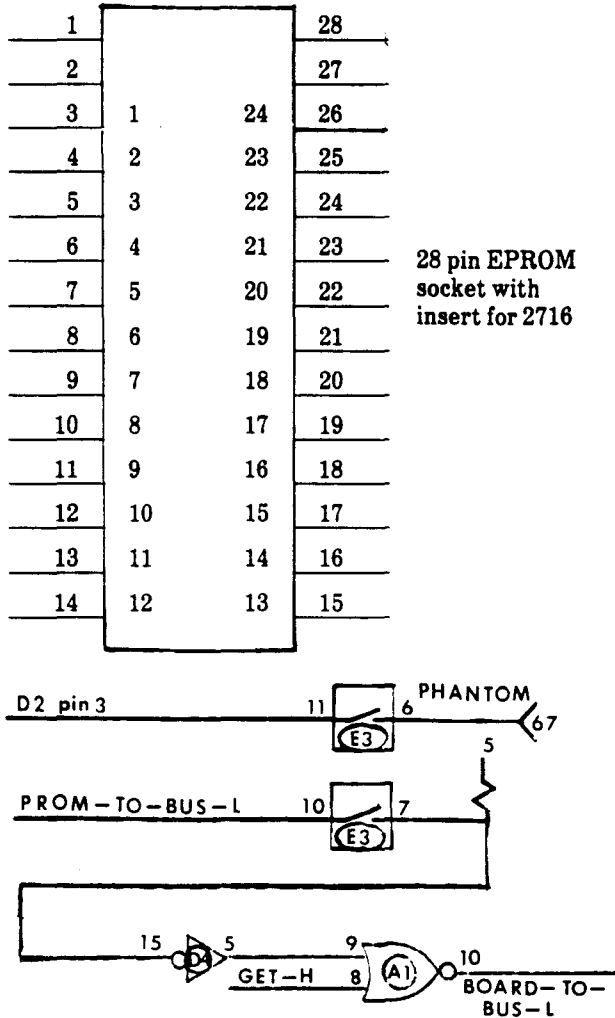 1 28
2 27
3 1 24 26
4 2 23 25
5 3 22 24
6 4 21 23
7 5 20 22
8 6 19 21
9 7 18 20
10 8 17 19
11 9 16 18
12 10 15 17
13 11 14 16
14 12 13 15
28 pin EPROM
socket with
insert for 2716
D2 pin 3 11 E3 6 PHANTOM 67
5
PROM-TO-BUS-L 10 E3 7
15 D4 5 9 A1 10
GET-H 8
BOARD-TO-
BUS-L